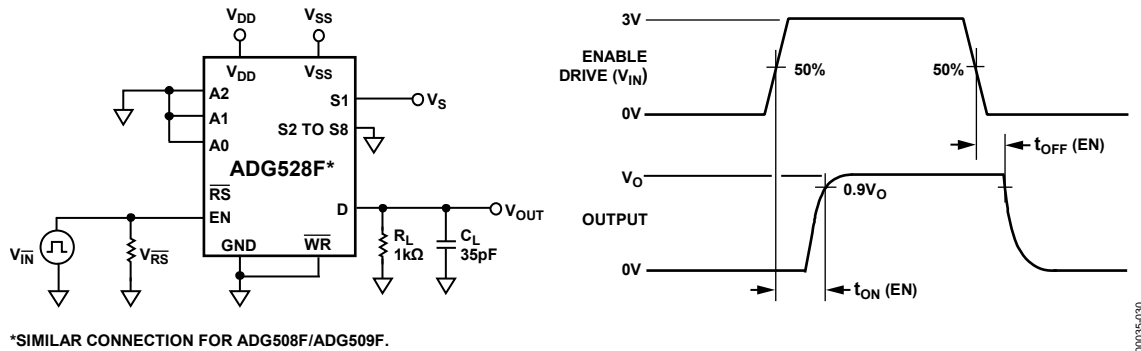 VDD
VSS
VDD
VSS
A2
A1
A0
S1
VS
S2 TO S8
ADG528F*
RS
EN
D
VOUT
VIN
VRS
GND
WR
RL
1kΩ
CL
35pF
*SIMILAR CONNECTION FOR ADG508F/ADG509F.
3V
ENABLE
DRIVE (VIN)
50%
50%
0V
tOFF (EN)
VO
0.9VO
OUTPUT
0V
tON (EN)
00035-030